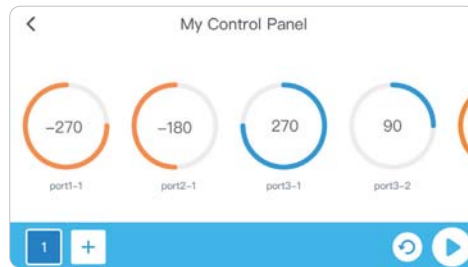 My Control Panel
-270
-180
270
90
port1-1
port2-1
port3-1
port3-2
1